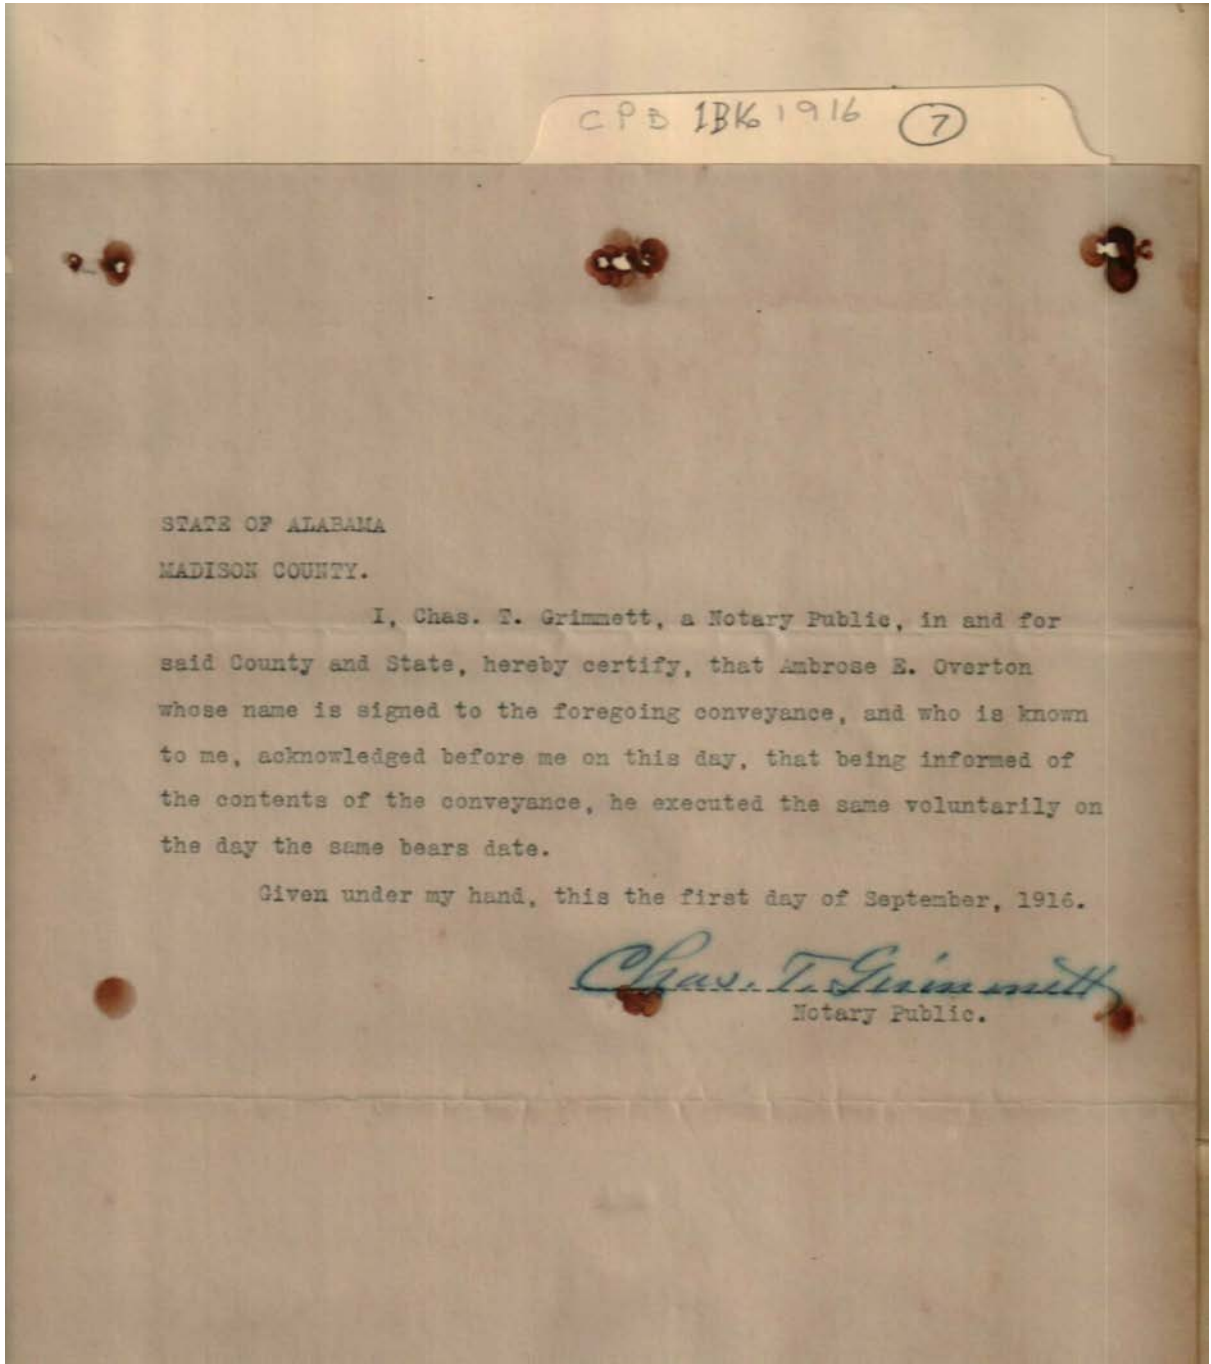 CPB IBK 1916 7
STATE OF ALABAMA
MADISON COUNTY.
I, Chas. T. Grimmett, a Notary Public, in and for
said County and State, hereby certify, that Ambrose E. Overton
whose name is signed to the foregoing conveyance, and who is known
to me, acknowledged before me on this day, that being informed of
the contents of the conveyance, he executed the same voluntarily on
the day the same bears date.
Given under my hand, this the first day of September, 1916.
Chas. T. Grimmett
Notary Public.